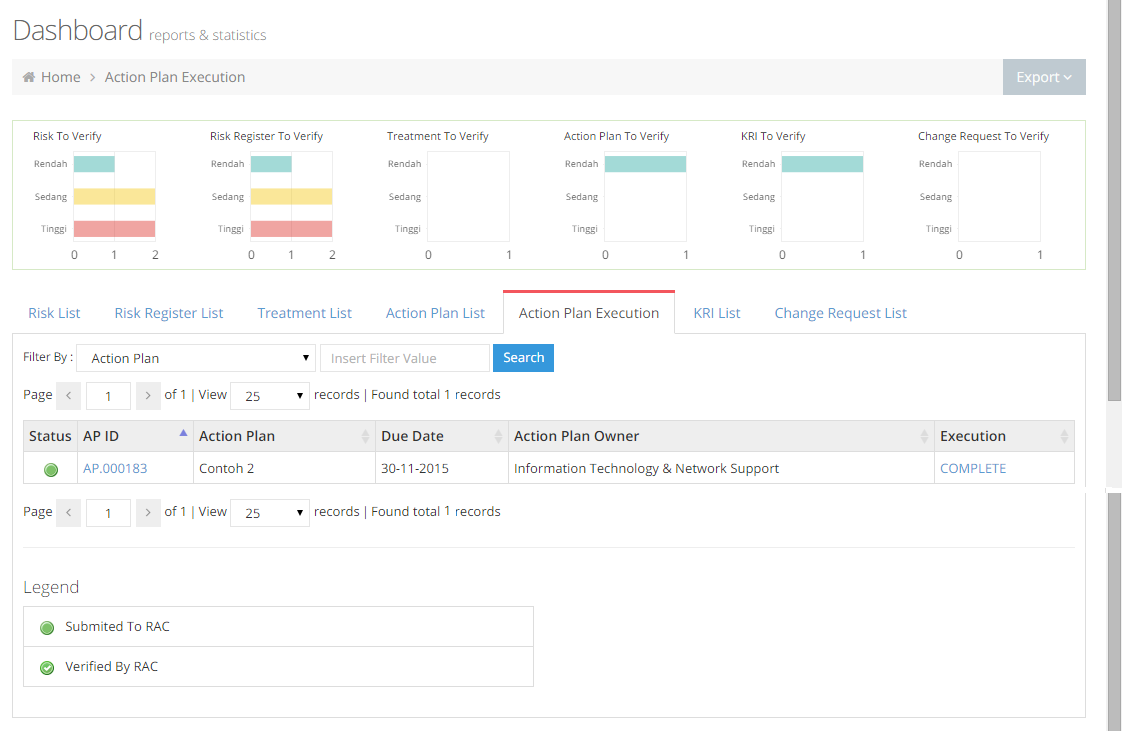 Dashboard reports & statistics
Home > Action Plan Execution Export
Risk To Verify Risk Register To Verify Treatment To Verify Action Plan To Verify KRI To Verify Change Request To Verify
Rendah Rendah Rendah Rendah Rendah Rendah
Sedang Sedang Sedang Sedang Sedang Sedang
Tinggi Tinggi Tinggi Tinggi Tinggi Tinggi
0 1 2 0 1 2 0 1 0 1 0 1 0 1
Risk List Risk Register List Treatment List Action Plan List Action Plan Execution KRI List Change Request List
Filter By : Action Plan Insert Filter Value Search
Page < 1 > of 1 | View 25 records | Found total 1 records
Status AP ID Action Plan Due Date Action Plan Owner Execution
AP.000183 Contoh 2 30-11-2015 Information Technology & Network Support COMPLETE
Page < 1 > of 1 | View 25 records | Found total 1 records
Legend
Submited To RAC
Verified By RAC